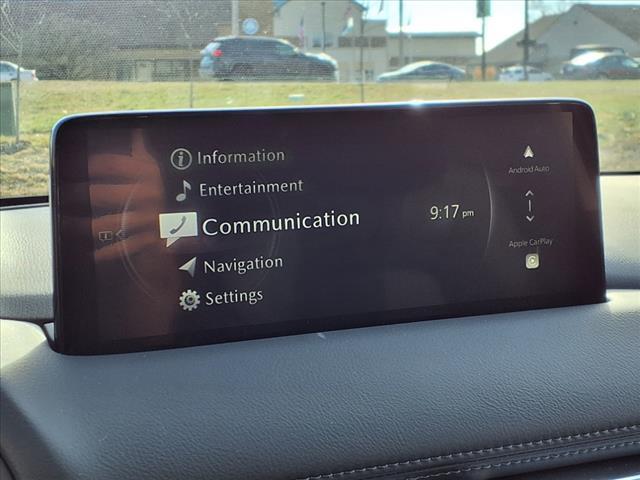 Information
Entertainment
Communication
Navigation
Settings
9:17 pm
Android Auto
Apple CarPlay